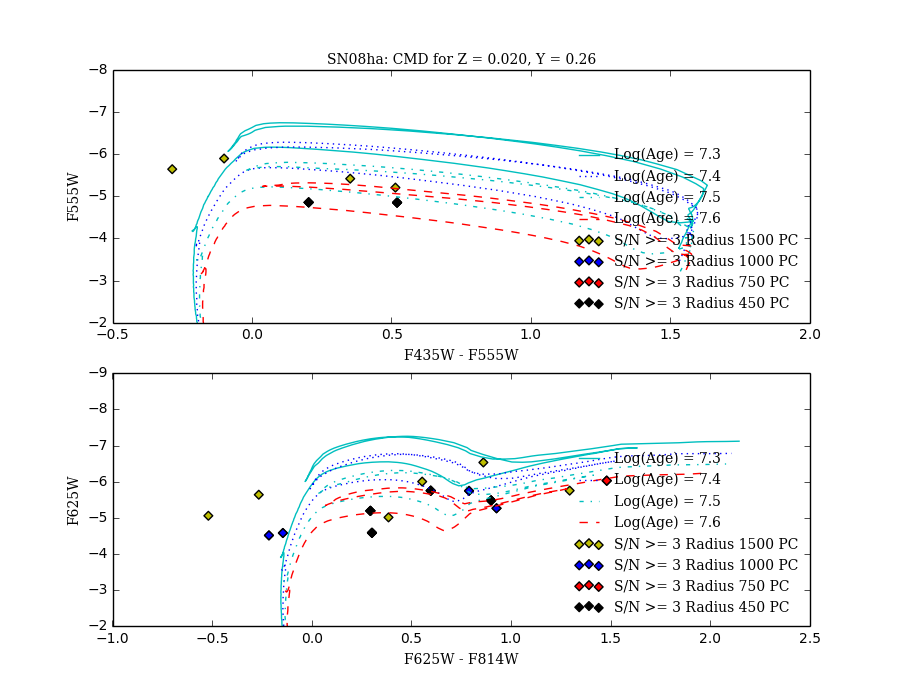 SN08ha: CMD for Z = 0.020, Y = 0.26
−8
−7
−6
−5
−4
−3
−2
F555W
Log(Age) = 7.3
Log(Age) = 7.4
Log(Age) = 7.5
Log(Age) = 7.6
S/N >= 3 Radius 1500 PC
S/N >= 3 Radius 1000 PC
S/N >= 3 Radius 750 PC
S/N >= 3 Radius 450 PC
−0.5 0.0 0.5 1.0 1.5 2.0
F435W - F555W
−9
−8
−7
−6
−5
−4
−3
−2
F625W
Log(Age) = 7.3
Log(Age) = 7.4
Log(Age) = 7.5
Log(Age) = 7.6
S/N >= 3 Radius 1500 PC
S/N >= 3 Radius 1000 PC
S/N >= 3 Radius 750 PC
S/N >= 3 Radius 450 PC
−1.0 −0.5 0.0 0.5 1.0 1.5 2.0 2.5
F625W - F814W